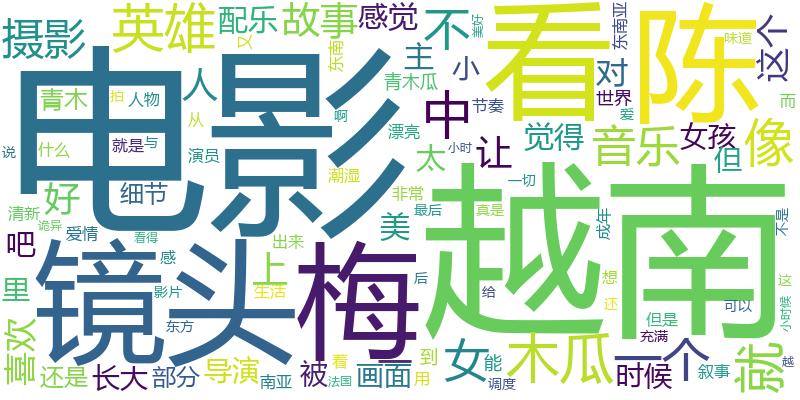 电影
越南
看
陈
镜头
梅
英雄
摄影
配乐
故事
感觉
不
主
小
青木瓜
中
节奏
东南亚
这个
对
世界
爱
味道
而
美好
又
东南
人
青木
拍
人物
从
啊
漂亮
让
觉得
音乐
女孩
但
像
说
什么
就是
与
演员
太
小时
潮湿
非常
一切
好
细节
清新
诡异
爱情
看得
美
最后
真是
成年
不是
吧
感
出来
上
里
影片
生活
后
给
想
还
这
小时候
可以
东方
但是
充满
喜欢
还是
长大
部分
导演
南亚
被
看
法国
画面
到
用
女
能
调度
木瓜
一个
时候
叙事
就
越